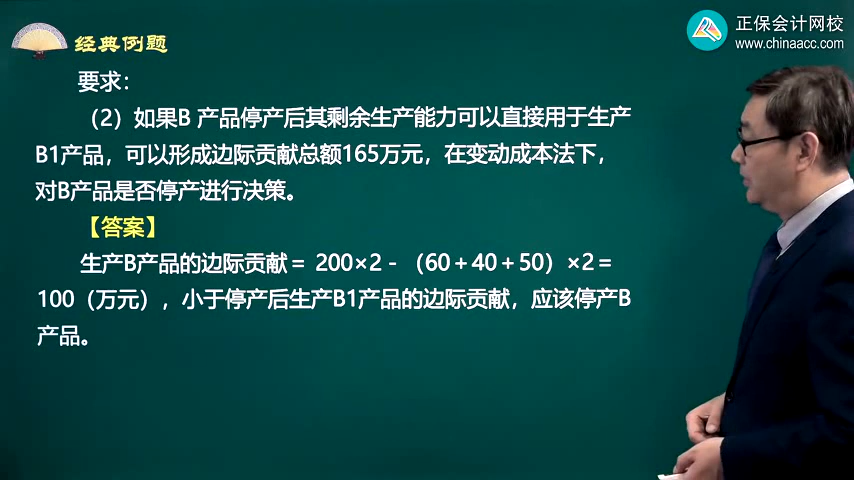 经典例题
正保会计网校
www.chinaacc.com
要求：
（2）如果B 产品停产后其剩余生产能力可以直接用于生产
B1产品，可以形成边际贡献总额165万元，在变动成本法下，
对B产品是否停产进行决策。
【答案】
生产B产品的边际贡献＝ 200×2－（60＋40＋50）×2＝
100（万元），小于停产后生产B1产品的边际贡献，应该停产B
产品。